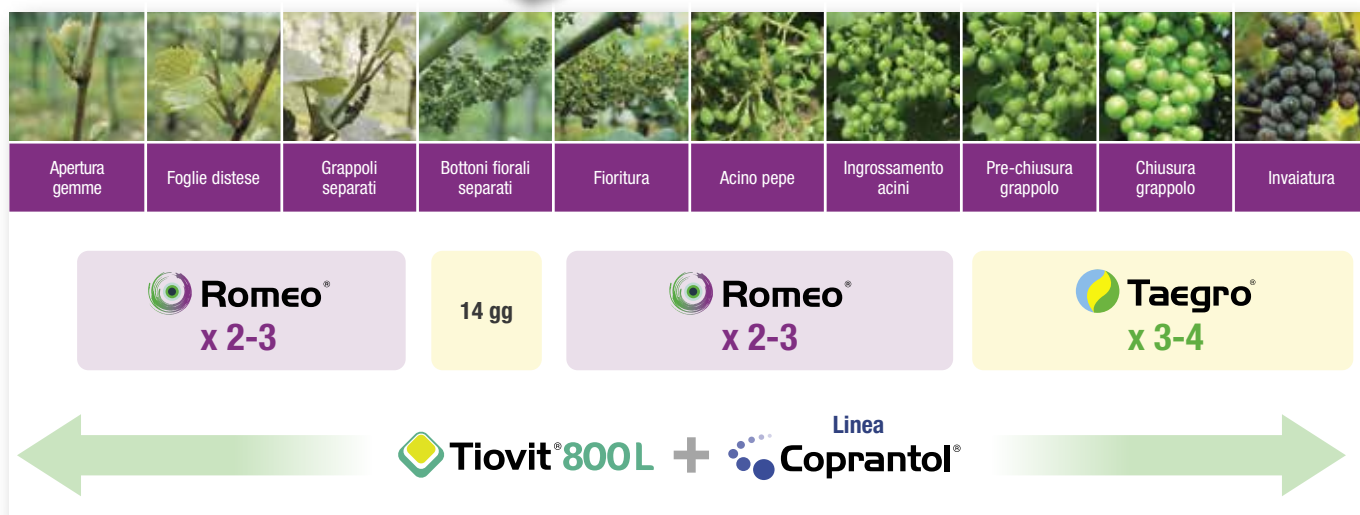 Apertura
gemme
Foglie distese
Grappoli
separati
Bottoni fiorali
separati
Fioritura
Acino pepe
Ingrossamento
acini
Pre-chiusura
grappolo
Chiusura
grappolo
Invaiatura
Romeo®
x 2-3
14 gg
Romeo®
x 2-3
Taegro®
x 3-4
Tiovit® 800 L + Linea
Coprantol®